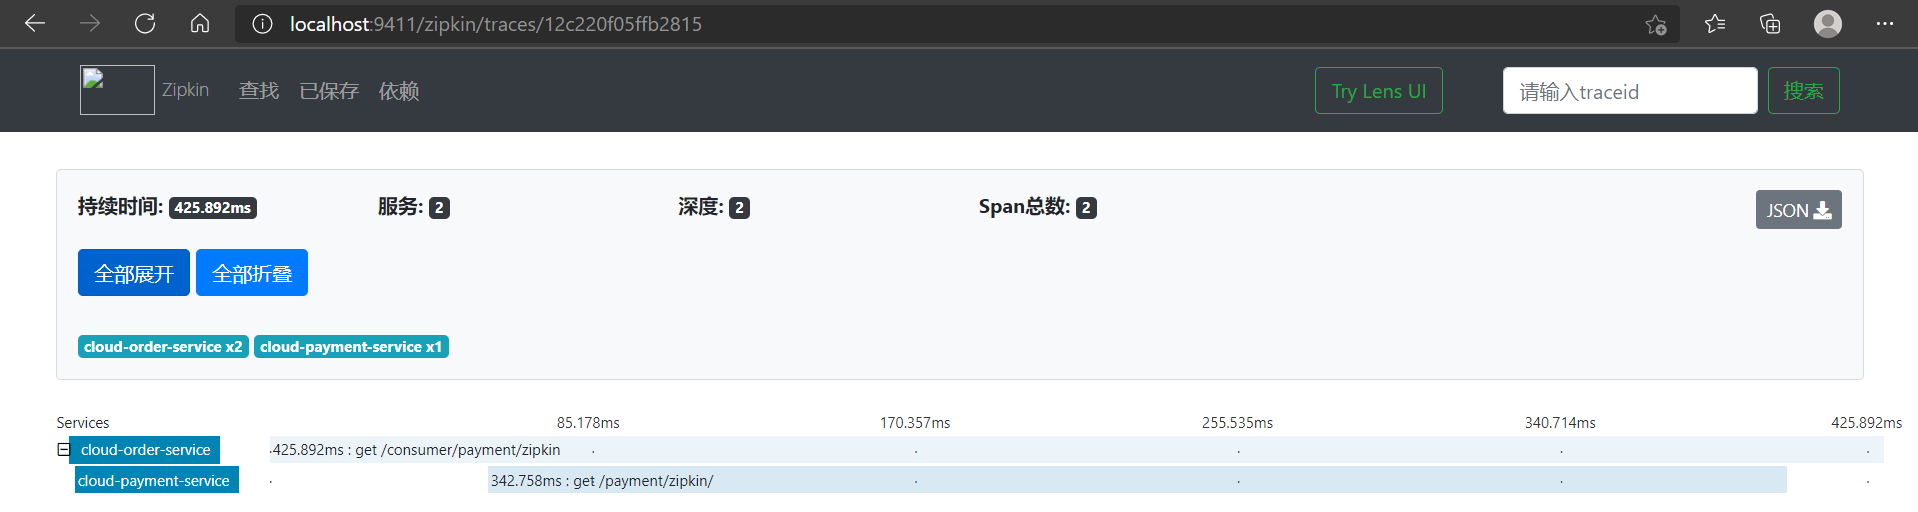 localhost:9411/zipkin/traces/12c220f05ffb2815
Zipkin 查找 已保存 依赖 Try Lens UI 请输入traceid 搜索
持续时间: 425.892ms 服务: 2 深度: 2 Span总数: 2 JSON
全部展开 全部折叠
cloud-order-service x2 cloud-payment-service x1
Services 85.178ms 170.357ms 255.535ms 340.714ms 425.892ms
cloud-order-service 425.892ms : get /consumer/payment/zipkin
cloud-payment-service 342.758ms : get /payment/zipkin/